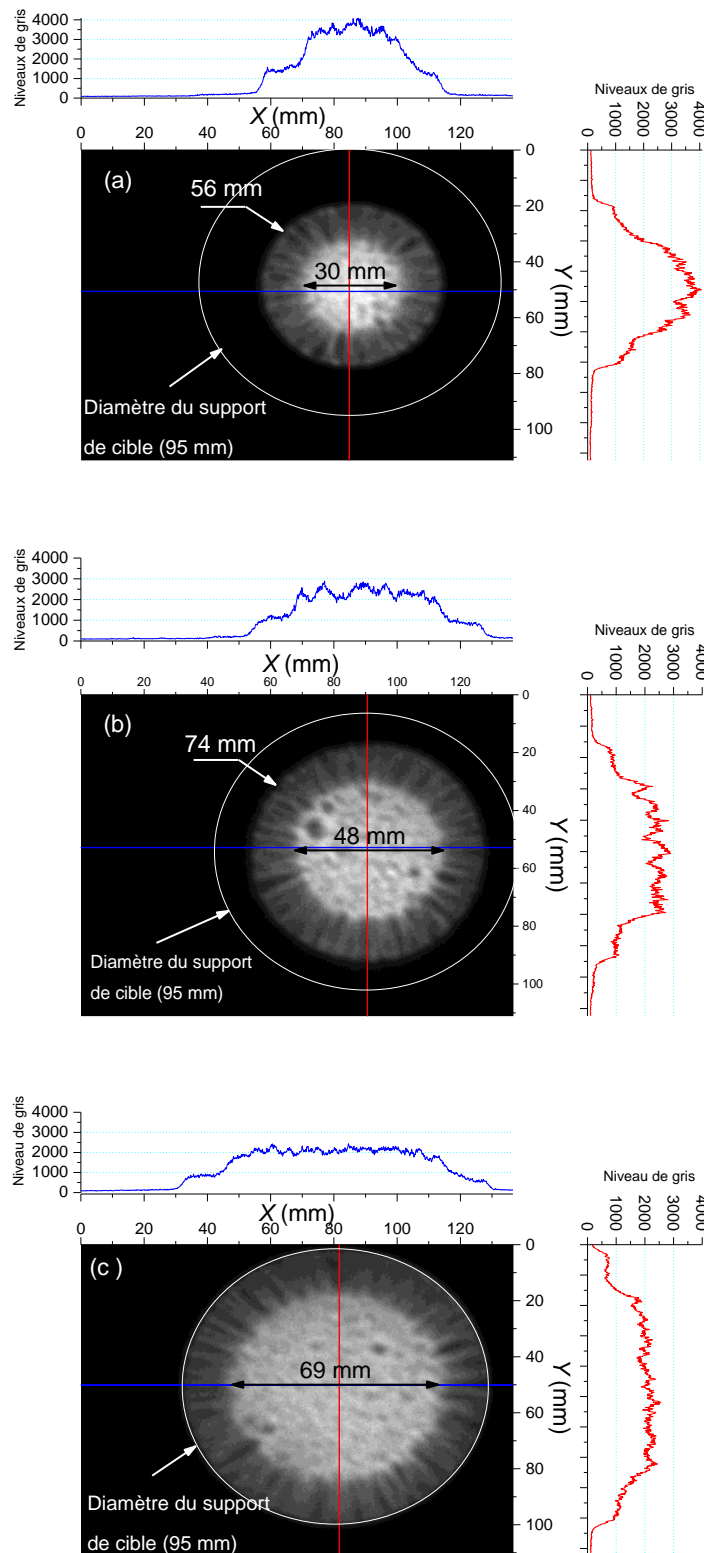 Niveaux de gris
4000
3000
2000
1000
0
0 20 40 60 80 100 120
X (mm)
Niveaux de gris
0 1000 2000 3000 4000
0
20
40
60
80
100
Y (mm)
(a)
56 mm
30 mm
Diamètre du support
de cible (95 mm)
Niveaux de gris
4000
3000
2000
1000
0
X (mm)
0 20 40 60 80 100 120
Niveaux de gris
0 1000 2000 3000 4000
0
20
40
60
80
100
Y (mm)
(b)
74 mm
48 mm
Diamètre du support
de cible (95 mm)
Niveau de gris
4000
3000
2000
1000
0
0 20 40 60 80 100 120
X (mm)
Niveau de gris
0 1000 2000 3000 4000
0
20
40
60
80
100
Y (mm)
(c )
69 mm
Diamètre du support
de cible (95 mm)